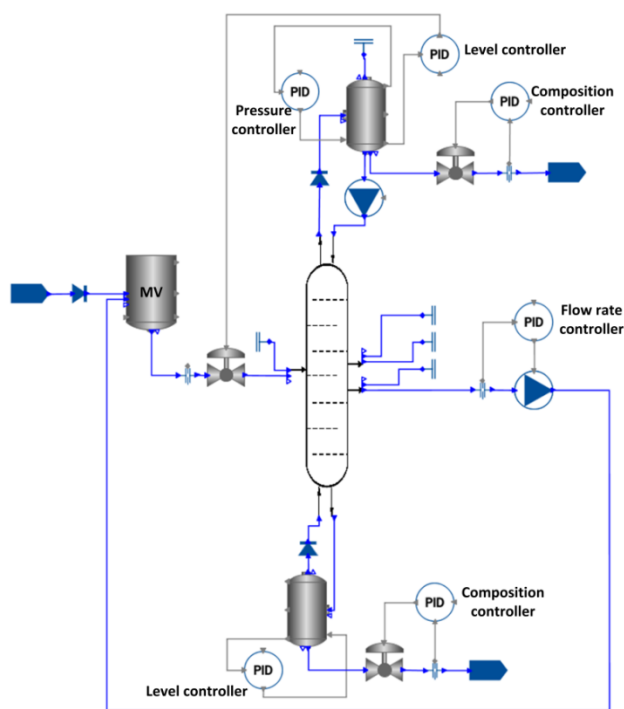 PID
Level controller
PID
Pressure
controller
PID
Composition
controller
MV
Flow rate
controller
PID
PID
Composition
controller
PID
Level controller